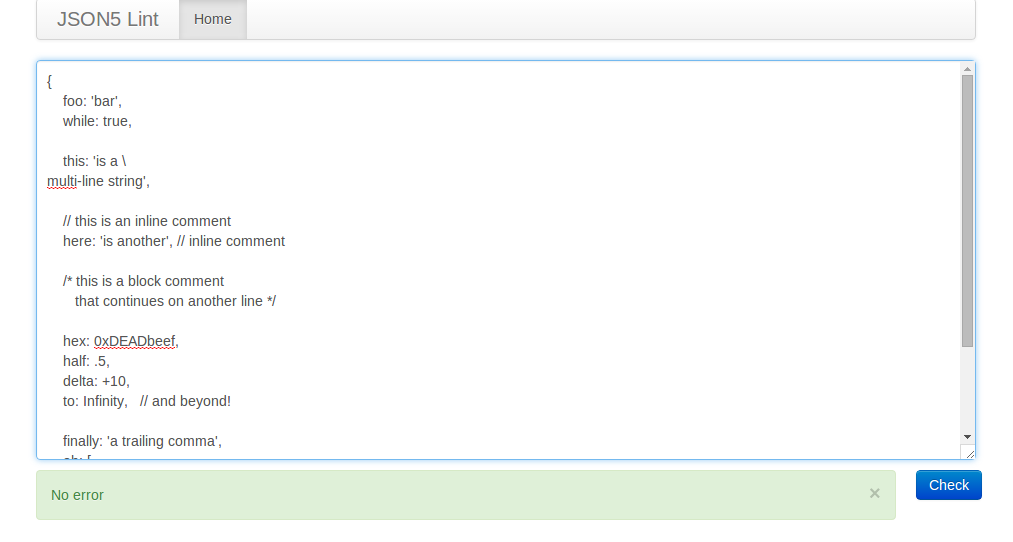 JSON5 Lint Home
{
foo: 'bar',
while: true,
this: 'is a \
multi-line string',
// this is an inline comment
here: 'is another', // inline comment
/* this is a block comment
that continues on another line */
hex: 0xDEADbeef,
half: .5,
delta: +10,
to: Infinity,   // and beyond!
finally: 'a trailing comma',
oh: [
No error ×
Check